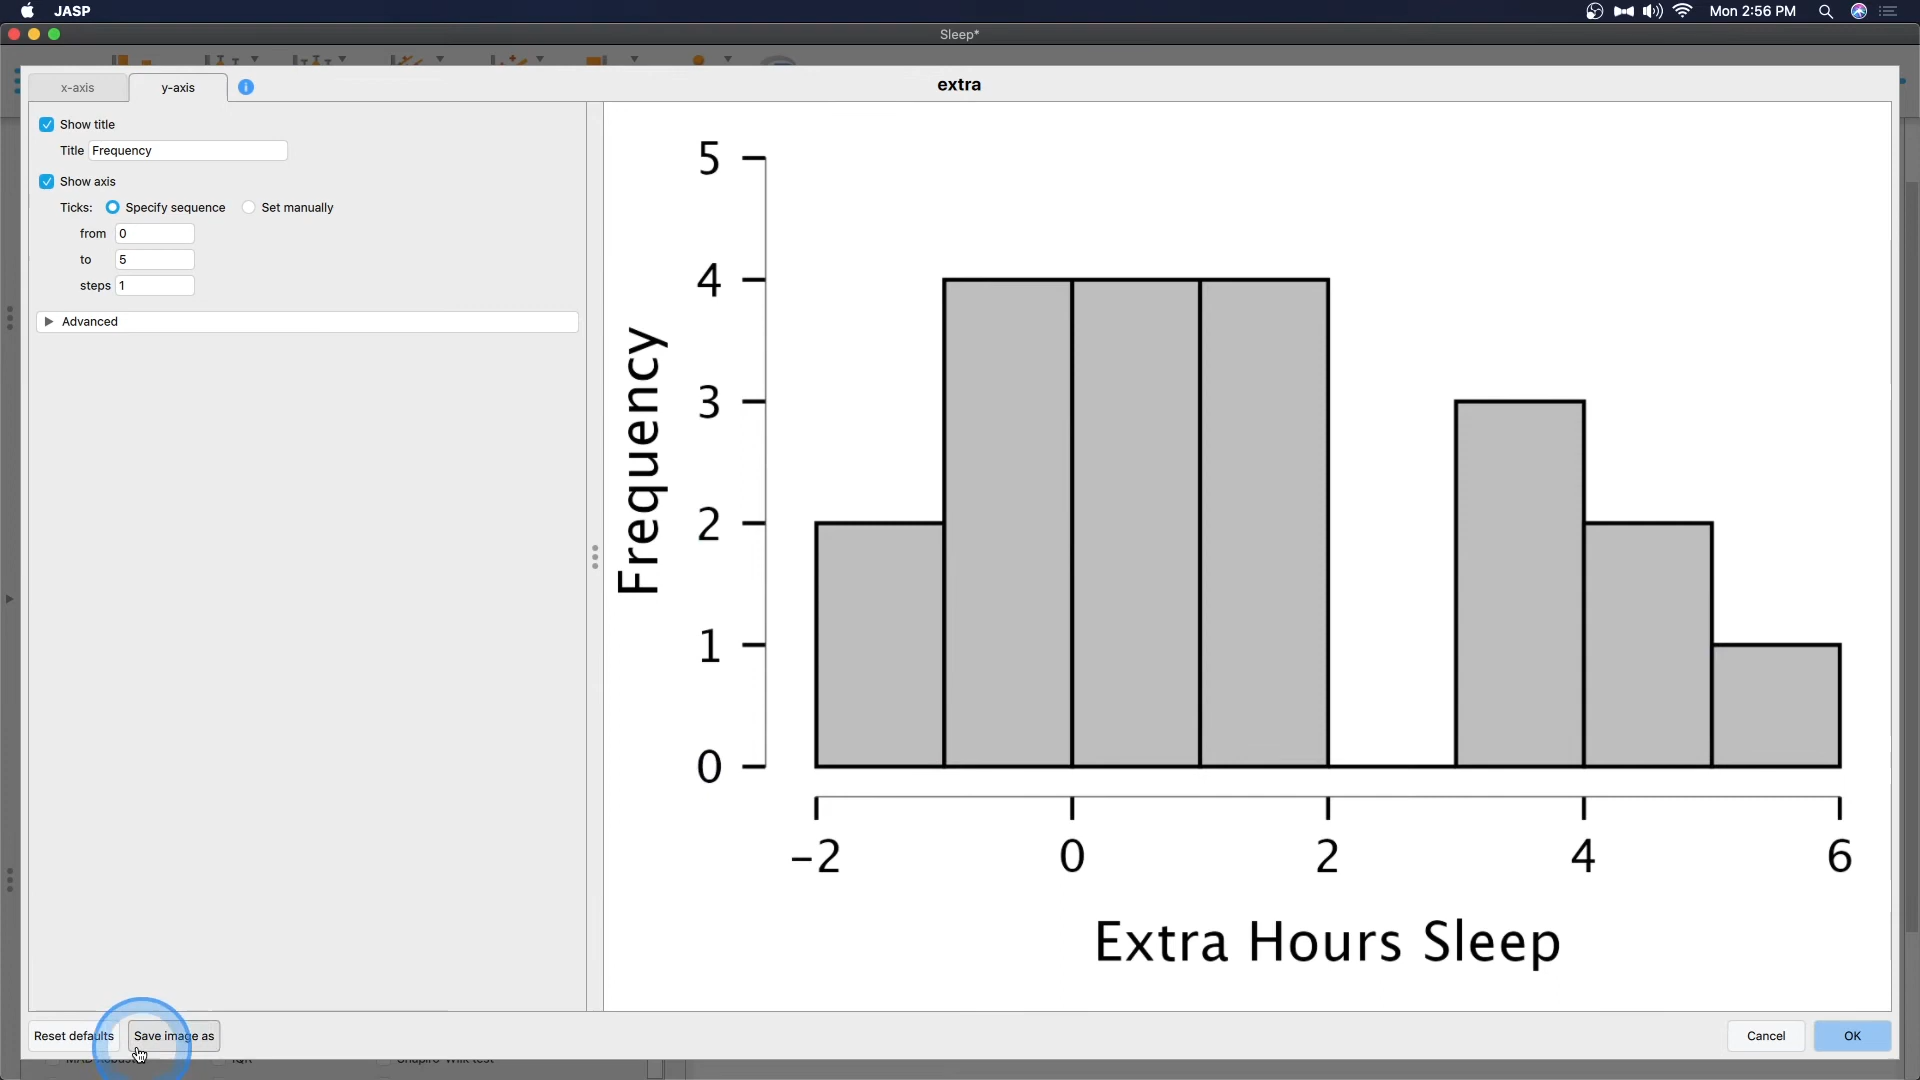 JASP
Mon 2:56 PM
Sleep*
x-axis
y-axis
i
extra
Show title
Title Frequency
Show axis
Ticks: Specify sequence Set manually
from 0
to 5
steps 1
Advanced
5
4
3
2
1
0
Frequency
-2 0 2 4 6
Extra Hours Sleep
Reset defaults
Save image as
Cancel
OK